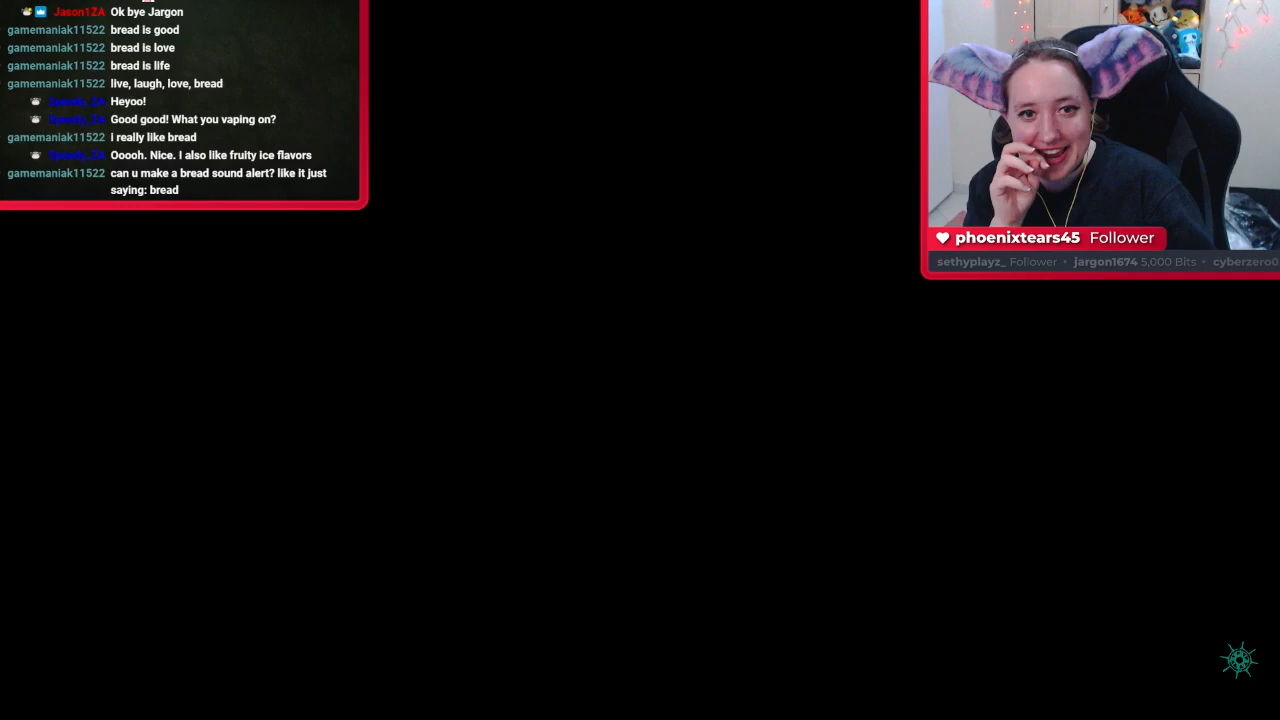 Jason1ZA Ok bye Jargon
gamemaniak11522 bread is good
gamemaniak11522 bread is love
gamemaniak11522 bread is life
gamemaniak11522 live, laugh, love, bread
Speedy_ZA Heyoo!
Speedy_ZA Good good! What you vaping on?
gamemaniak11522 i really like bread
Speedy_ZA Ooooh. Nice. I also like fruity ice flavors
gamemaniak11522 can u make a bread sound alert? like it just
saying: bread
phoenixtears45 Follower
sethyplayz_ Follower • jargon1674 5,000 Bits • cyberzero0